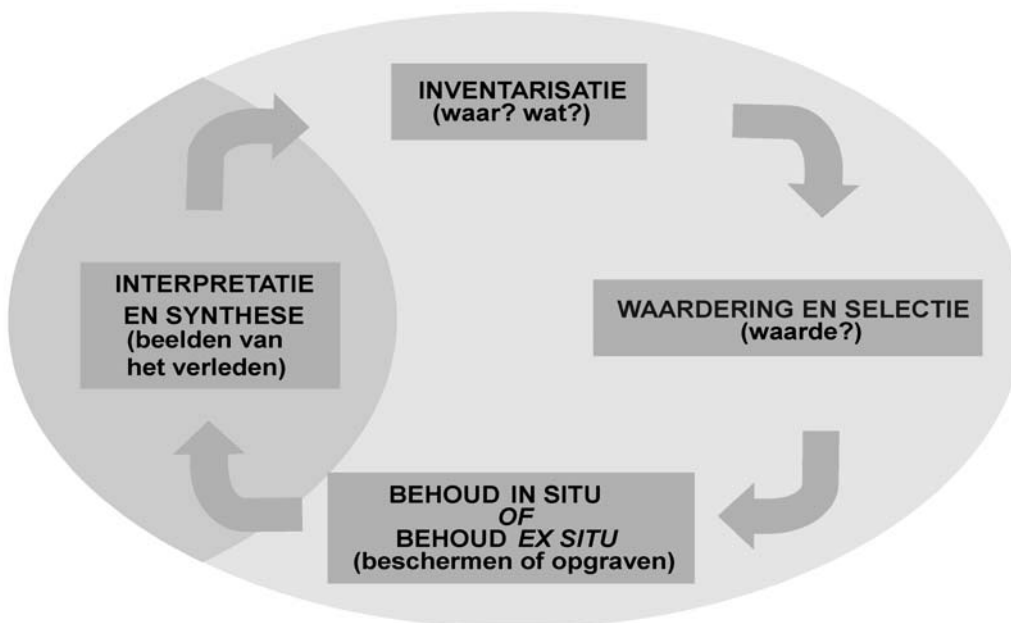 INVENTARISATIE
(waar? wat?)
WAARDERING EN SELECTIE
(waarde?)
BEHOUD IN SITU
OF
BEHOUD EX SITU
(beschermen of opgraven)
INTERPRETATIE
EN SYNTHESE
(beelden van
het verleden)